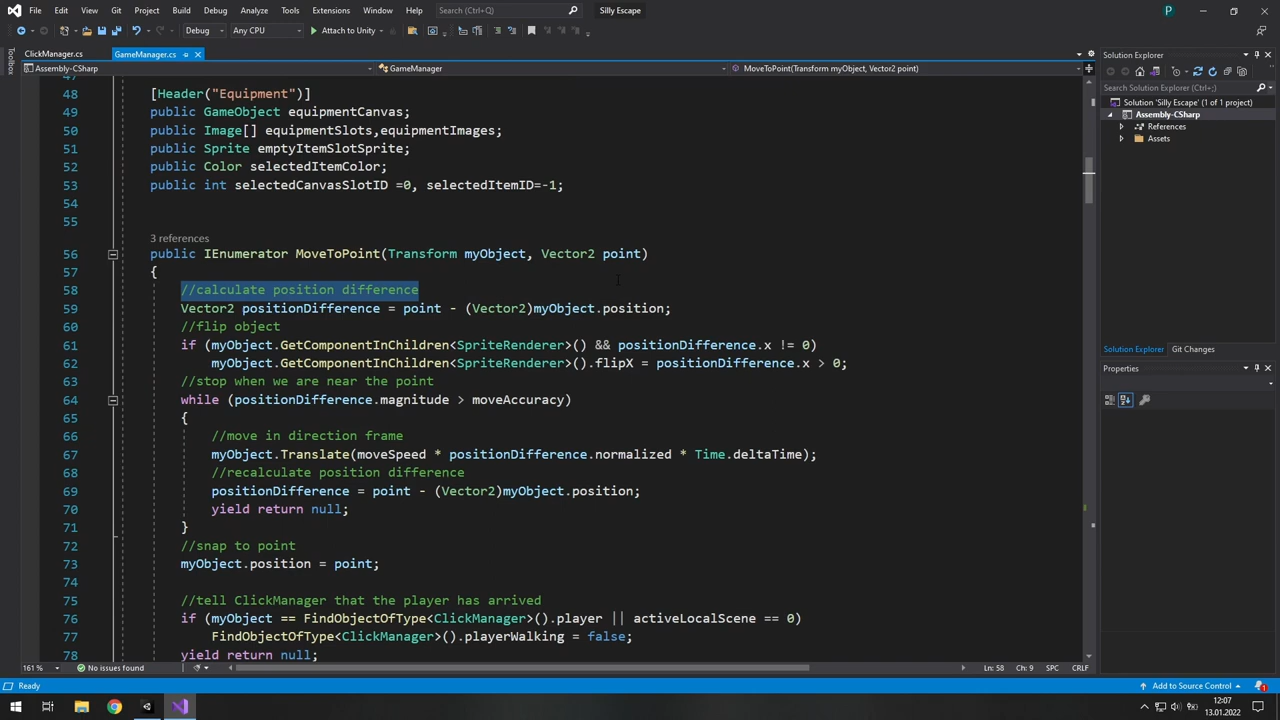 File Edit View Git Project Build Debug Analyze Tools Extensions Window Help Search (Ctrl+Q) Silly Escape P
Debug Any CPU Attach to Unity
ClickManager.cs GameManager.cs
Assembly-CSharp GameManager MoveToPoint(Transform myObject, Vector2 point)
Toolbox
47
48 [Header("Equipment")]
49 public GameObject equipmentCanvas;
50 public Image[] equipmentSlots,equipmentImages;
51 public Sprite emptyItemSlotSprite;
52 public Color selectedItemColor;
53 public int selectedCanvasSlotID =0, selectedItemID=-1;
54
55
3 references
56 public IEnumerator MoveToPoint(Transform myObject, Vector2 point)
57 {
58 //calculate position difference
59 Vector2 positionDifference = point - (Vector2)myObject.position;
60 //flip object
61 if (myObject.GetComponentInChildren<SpriteRenderer>() && positionDifference.x != 0)
62 myObject.GetComponentInChildren<SpriteRenderer>().flipX = positionDifference.x > 0;
63 //stop when we are near the point
64 while (positionDifference.magnitude > moveAccuracy)
65 {
66 //move in direction frame
67 myObject.Translate(moveSpeed * positionDifference.normalized * Time.deltaTime);
68 //recalculate position difference
69 positionDifference = point - (Vector2)myObject.position;
70 yield return null;
71 }
72 //snap to point
73 myObject.position = point;
74
75 //tell ClickManager that the player has arrived
76 if (myObject == FindObjectOfType<ClickManager>().player || activeLocalScene == 0)
77 FindObjectOfType<ClickManager>().playerWalking = false;
78 yield return null;
161 % No issues found Ln: 58 Ch: 9 SPC CRLF
Solution Explorer
Search Solution Explorer (Ctrl+;)
Solution 'Silly Escape' (1 of 1 project)
Assembly-CSharp
References
Assets
Solution Explorer Git Changes
Properties
Ready Add to Source Control 1
12:07
13.01.2022